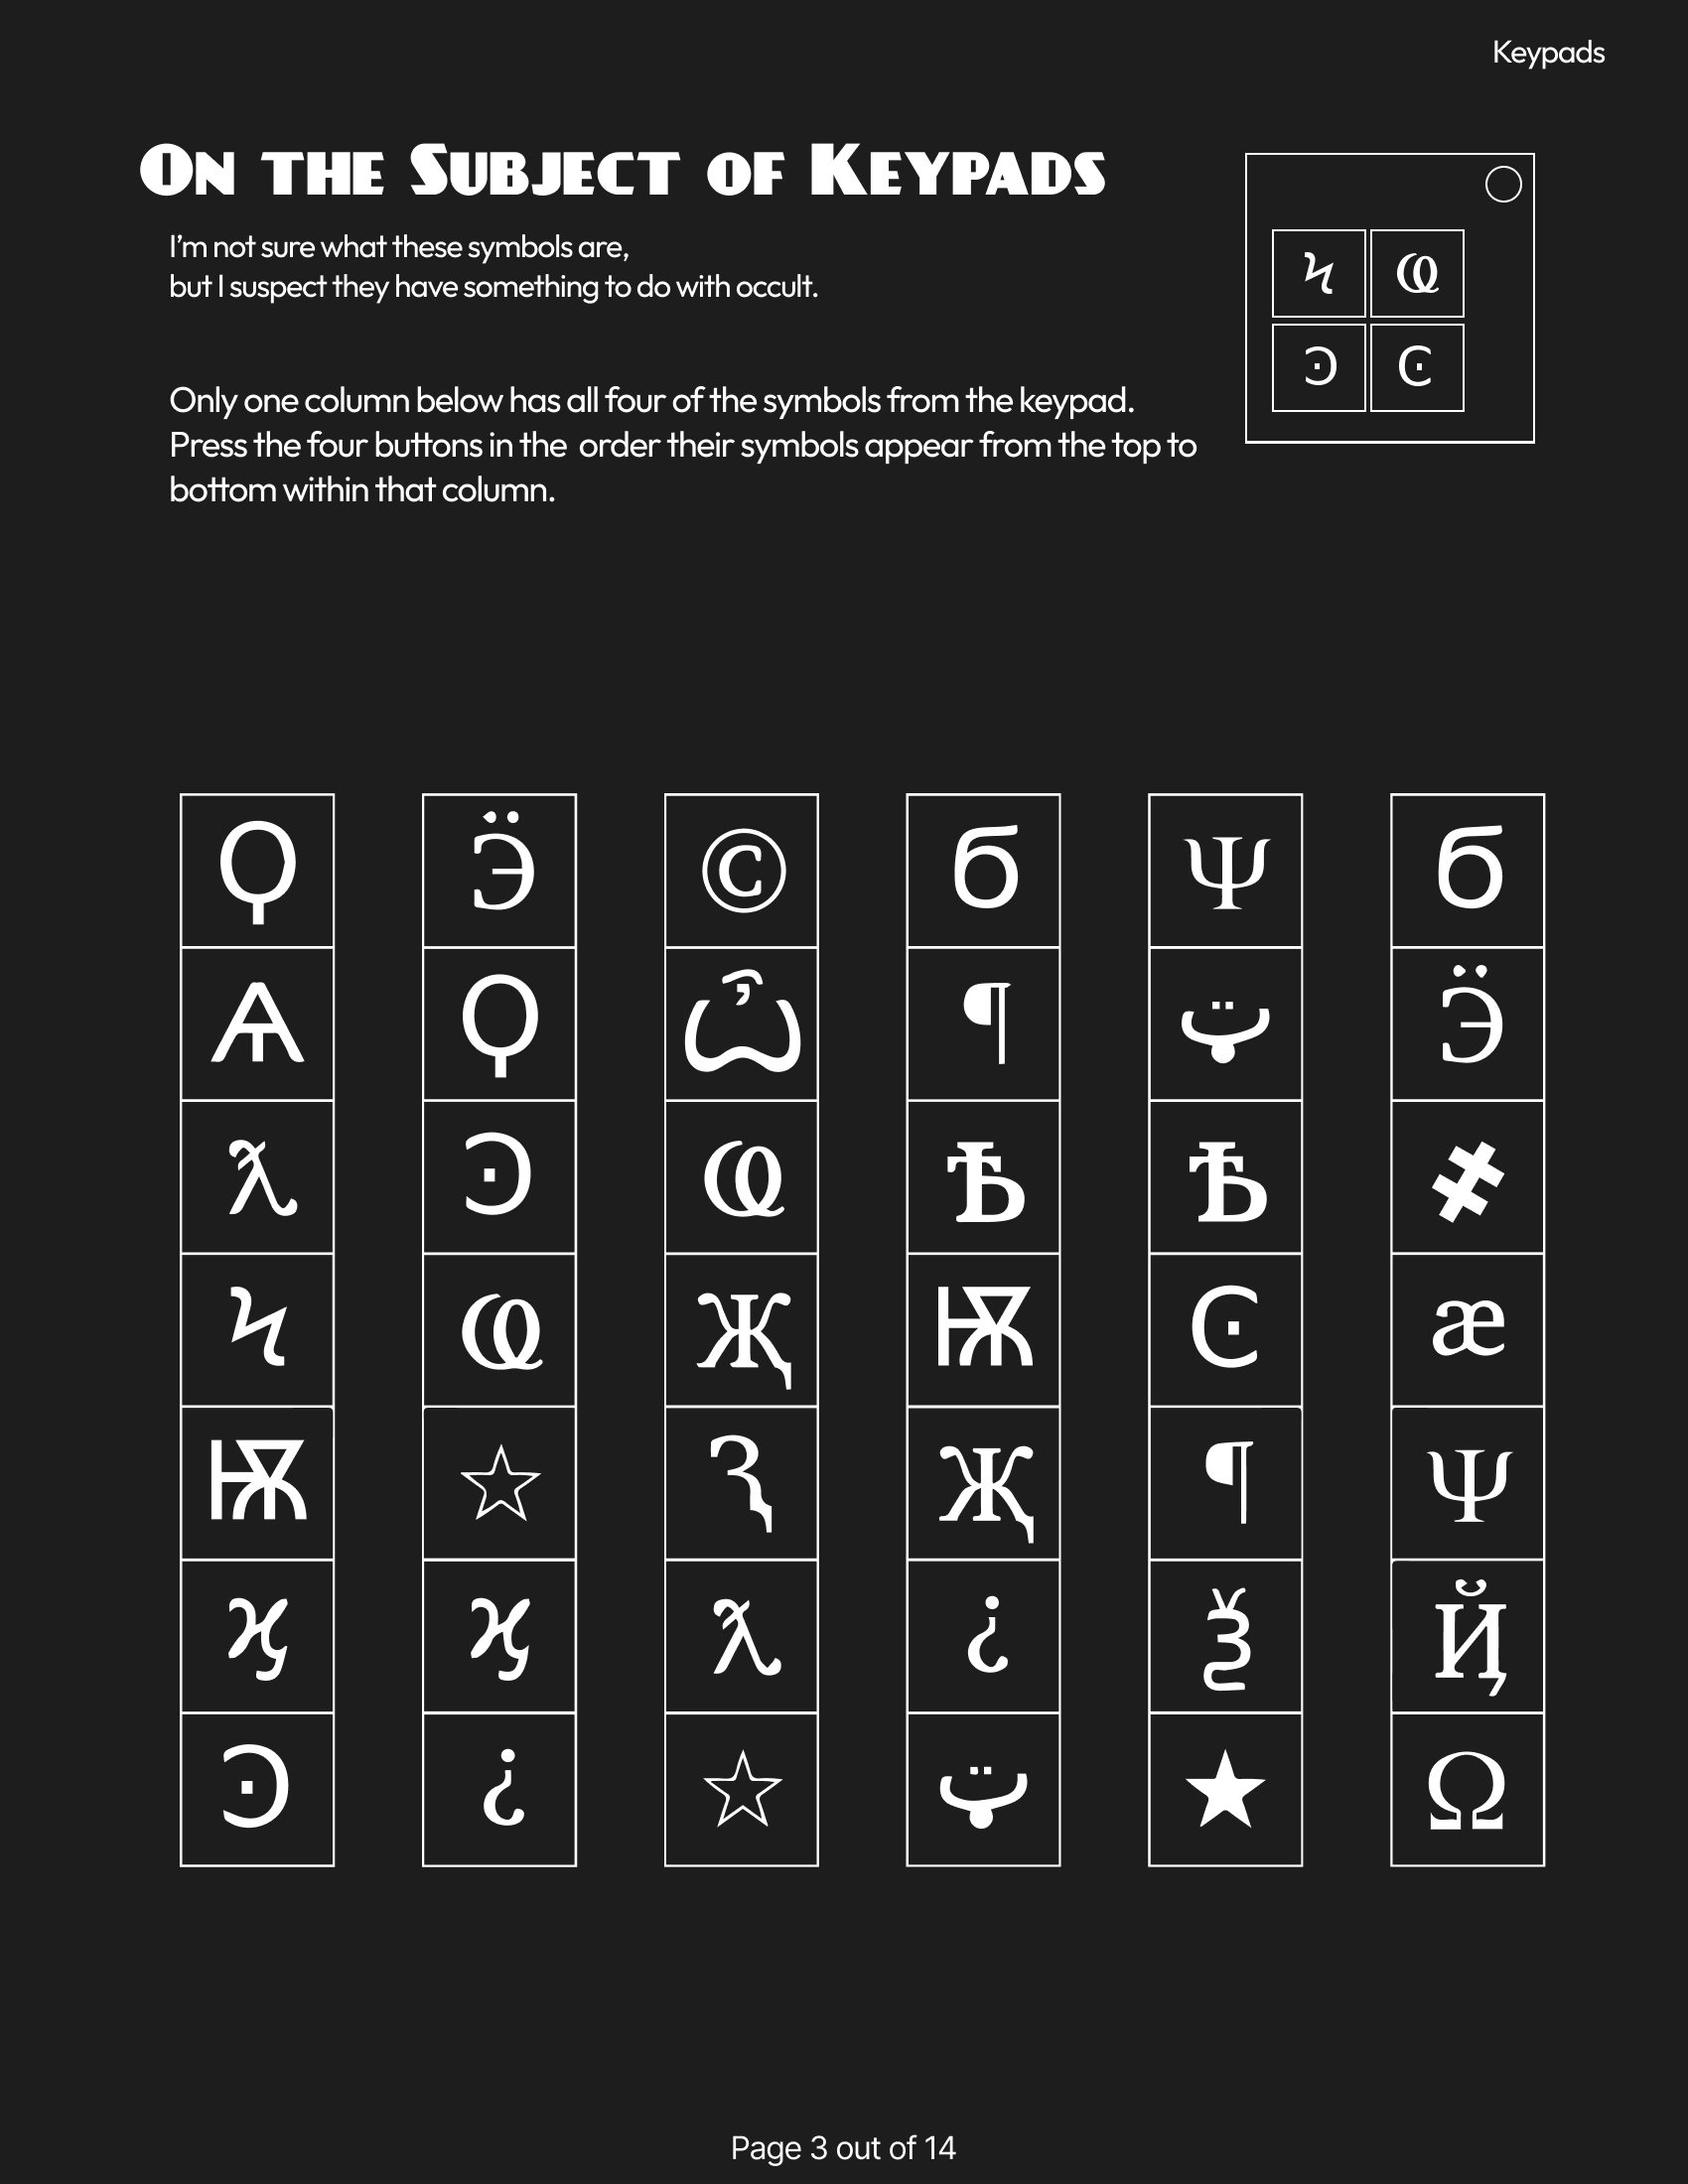 Keypads
On the Subject of Keypads
I'm not sure what these symbols are,
but I suspect they have something to do with occult.
Ϟ Ҩ
Ͽ Ͼ
Only one column below has all four of the symbols from the keypad.
Press the four buttons in the order their symbols appear from the top to
bottom within that column.
Ϙ Ӭ © Ϭ Ψ Ϭ
Ѧ Ϙ Ѽ ¶ ټ Ӭ
ƛ Ͽ Ҩ Ѣ Ѣ ҂
Ϟ Ҩ Җ Ѭ Ͼ æ
Ѭ ☆ Ԇ Җ ¶ Ψ
ϗ ϗ ƛ ¿ Ѯ Ҋ
Ͽ ¿ ☆ ټ ★ Ω
Page 3 out of 14